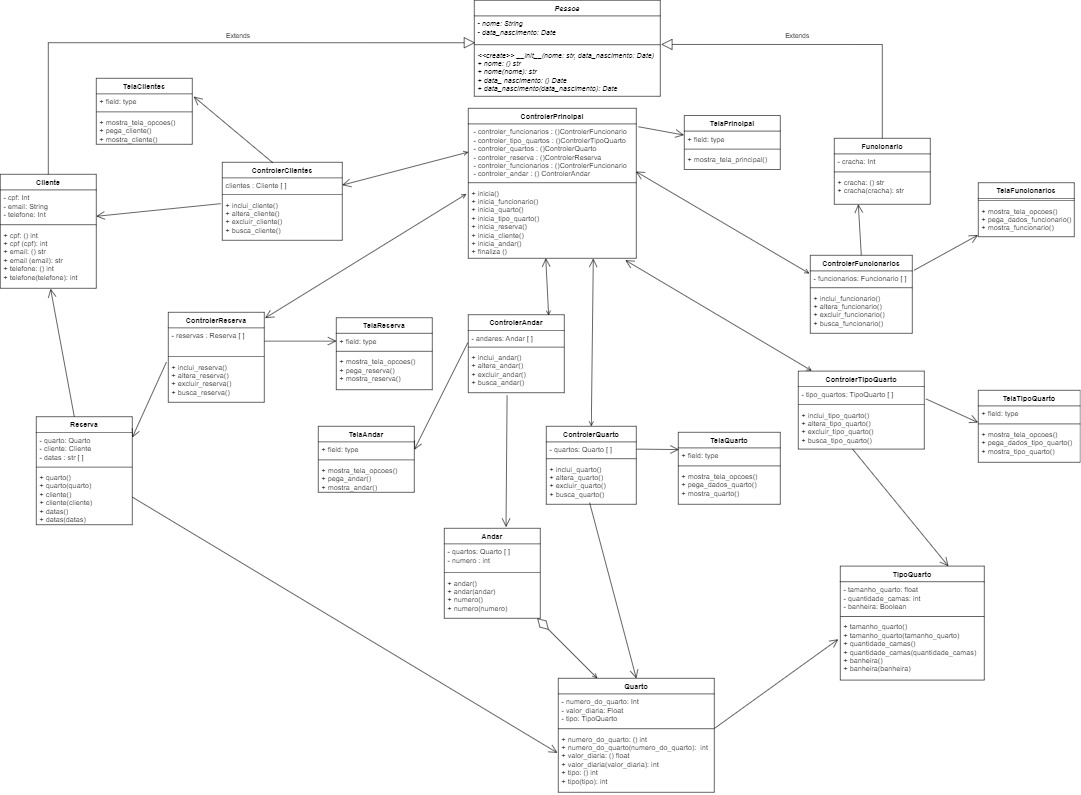 Pessoa
- nome: String
- data_nascimento: Date
<<create>> __init__(nome: str, data_nascimento: Date)
+ nome: () str
+ nome(nome): str
+ data_ nascimento: () Date
+ data_nascimento(data_nascimento): Date
Extends
Extends
TelaClientes
+ field: type
+ mostra_tela_opcoes()
+ pega_cliente()
+ mostra_cliente()
ControlerPrincipal
- controler_funcionarios : ()ControlerFuncionario
- controler_tipo_quartos : ()ControlerTipoQuarto
- controler_quartos : ()ControlerQuarto
- controler_reserva : ()ControlerReserva
- controler_funcionarios : ()ControlerFuncionario
- controler_andar : () ControlerAndar
+ inicia()
+ inicia_funcionario()
+ inicia_quarto()
+ inicia_tipo_quarto()
+ inicia_reserva()
+ inicia_cliente()
+ inicia_andar()
+ finaliza ()
TelaPrincipal
+ field: type
+ mostra_tela_principal()
Funcionario
- cracha: Int
+ cracha: () str
+ cracha(cracha): str
Cliente
- cpf: Int
- email: String
- telefone: Int
+ cpf: () int
+ cpf (cpf): int
+ email: () str
+ email (email): str
+ telefone: () int
+ telefone(telefone): int
ControlerClientes
clientes : Cliente [ ]
+ inclui_cliente()
+ altera_cliente()
+ excluir_cliente()
+ busca_cliente()
TelaFuncionarios
+ mostra_tela_opcoes()
+ pega_dados_funcionario()
+ mostra_funcionario()
ControlerFuncionarios
- funcionarios: Funcionario [ ]
+ inclui_funcionario()
+ altera_funcionario()
+ excluir_funcionario()
+ busca_funcionario()
ControlerReserva
- reservas : Reserva [ ]
+ inclui_reserva()
+ altera_reserva()
+ excluir_reserva()
+ busca_reserva()
TelaReserva
+ field: type
+ mostra_tela_opcoes()
+ pega_reserva()
+ mostra_reserva()
ControlerAndar
- andares: Andar [ ]
+ inclui_andar()
+ altera_andar()
+ excluir_andar()
+ busca_andar()
ControlerTipoQuarto
- tipo_quartos: TipoQuarto [ ]
+ inclui_tipo_quarto()
+ altera_tipo_quarto()
+ excluir_tipo_quarto()
+ busca_tipo_quarto()
TelaTipoQuarto
+ field: type
+ mostra_tela_opcoes()
+ pega_dados_tipo_quarto()
+ mostra_tipo_quarto()
Reserva
- quarto: Quarto
- cliente: Cliente
- datas : str [ ]
+ quarto()
+ quarto(quarto)
+ cliente()
+ cliente(cliente)
+ datas()
+ datas(datas)
TelaAndar
+ field: type
+ mostra_tela_opcoes()
+ pega_andar()
+ mostra_andar()
ControlerQuarto
- quartos: Quarto [ ]
+ inclui_quarto()
+ altera_quarto()
+ excluir_quarto()
+ busca_quarto()
TelaQuarto
+ field: type
+ mostra_tela_opcoes()
+ pega_dados_quarto()
+ mostra_quarto()
Andar
- quartos: Quarto [ ]
- numero : int
+ andar()
+ andar(andar)
+ numero()
+ numero(numero)
TipoQuarto
- tamanho_quarto: float
- quantidade_camas: int
- banheira: Boolean
+ tamanho_quarto()
+ tamanho_quarto(tamanho_quarto)
+ quantidade_camas()
+ quantidade_camas(quantidade_camas)
+ banheira()
+ banheira(banheira)
Quarto
- numero_do_quarto: Int
- valor_diaria: Float
- tipo: TipoQuarto
+ numero_do_quarto: () int
+ numero_do_quarto(numero_do_quarto): int
+ valor_diaria: () float
+ valor_diaria(valor_diaria): int
+ tipo: () int
+ tipo(tipo): int